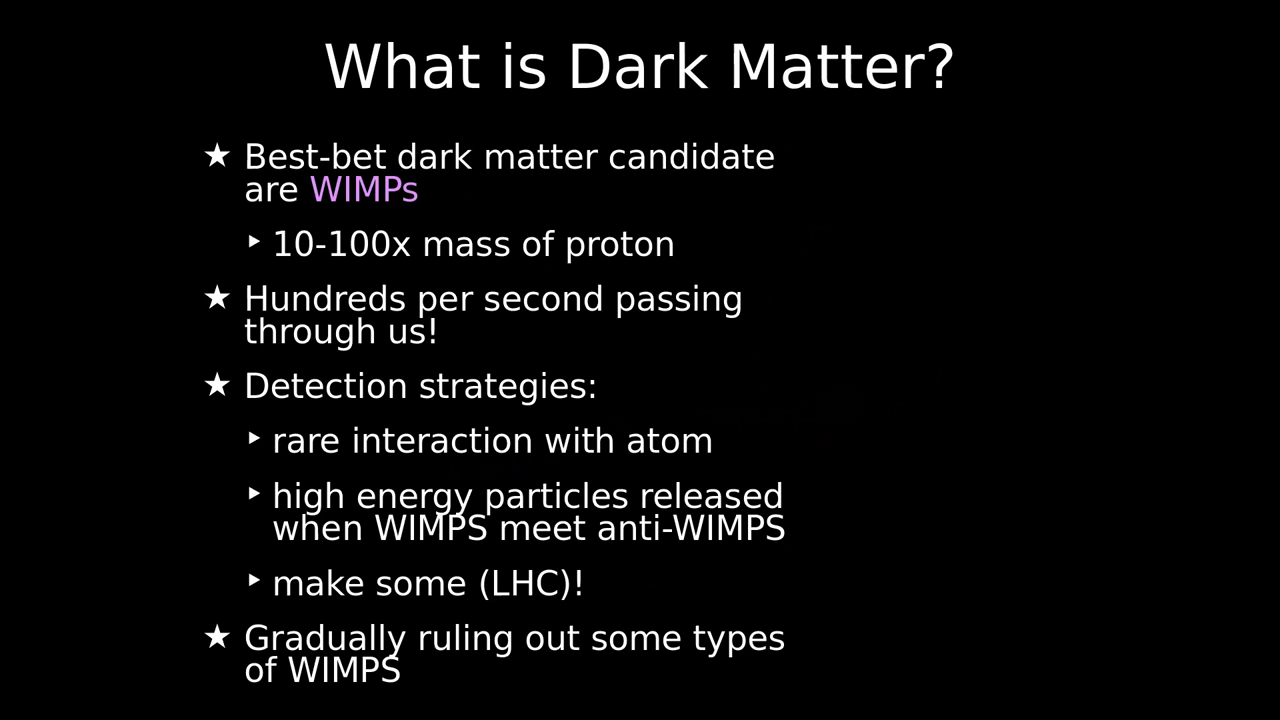 What is Dark Matter?
★ Best-bet dark matter candidate
are WIMPs
‣ 10-100x mass of proton
★ Hundreds per second passing
through us!
★ Detection strategies:
‣ rare interaction with atom
‣ high energy particles released
when WIMPS meet anti-WIMPS
‣ make some (LHC)!
★ Gradually ruling out some types
of WIMPS